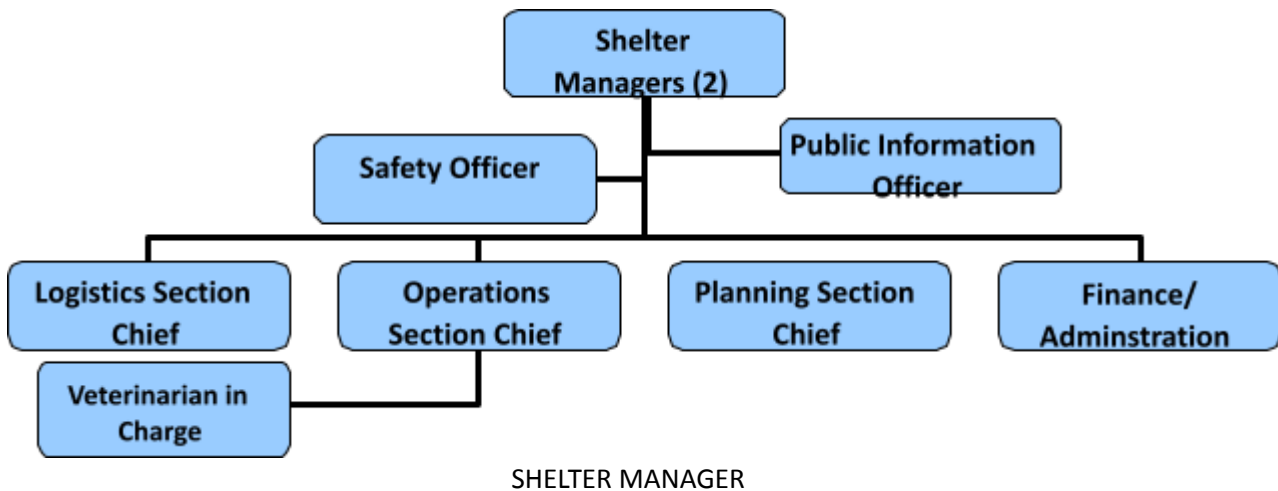 Shelter
Managers (2)
Safety Officer
Public Information
Officer
Logistics Section
Chief
Operations
Section Chief
Planning Section
Chief
Finance/
Adminstration
Veterinarian in
Charge
SHELTER MANAGER